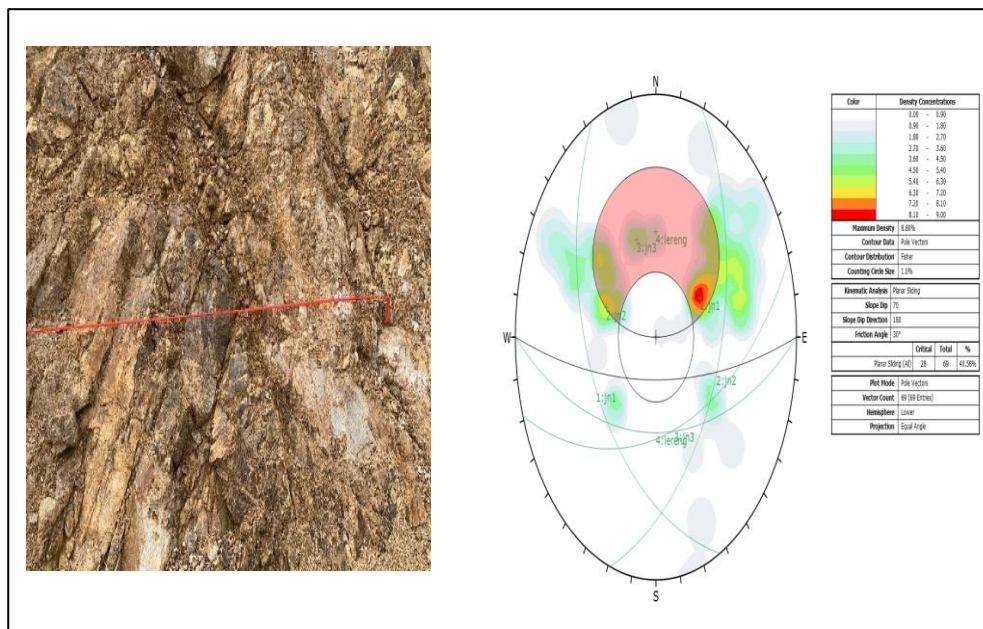 N
W
E
S
3:jn3
4:lereng
2:jn2
1:jn1
1:jn1
2:jn2
4:lereng
3:jn3
Color Density Concentrations
0.00 - 0.90
0.90 - 1.80
1.80 - 2.70
2.70 - 3.60
3.60 - 4.50
4.50 - 5.40
5.40 - 6.30
6.30 - 7.20
7.20 - 8.10
8.10 - 9.00
Maximum Density 8.88%
Contour Data Pole Vectors
Contour Distribution Fisher
Counting Circle Size 1.0%
Kinematic Analysis Planar Sliding
Slope Dip 70
Slope Dip Direction 180
Friction Angle 30°
Critical Total %
Planar Sliding (All) 28 69 40.58%
Plot Mode Pole Vectors
Vector Count 69 (69 Entries)
Hemisphere Lower
Projection Equal Angle